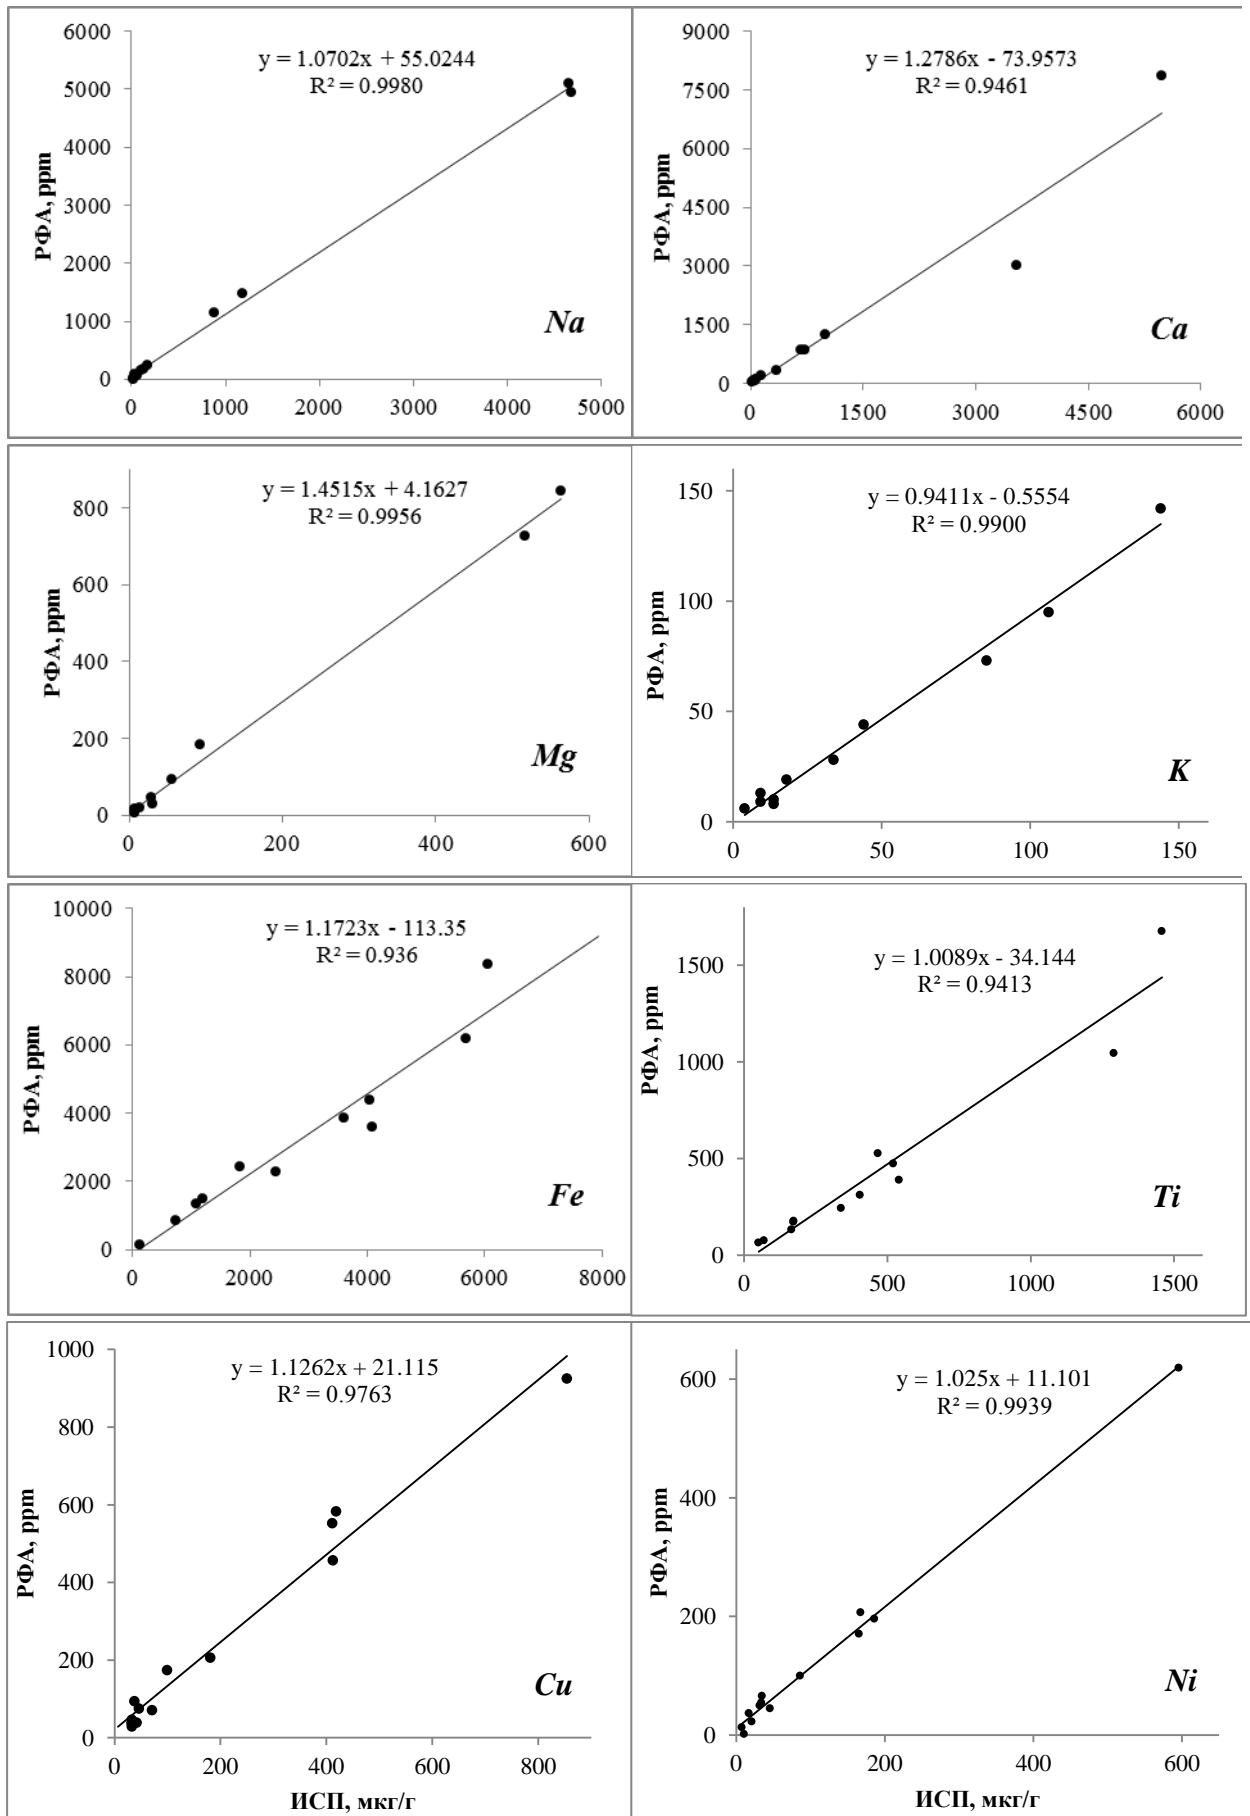 6000
5000
4000
3000
2000
1000
0
РФА, ppm
y = 1.0702x + 55.0244
R² = 0.9980
Na
0 1000 2000 3000 4000 5000
9000
7500
6000
4500
3000
1500
0
РФА, ppm
y = 1.2786x - 73.9573
R² = 0.9461
Ca
0 1500 3000 4500 6000
800
600
400
200
0
РФА, ppm
y = 1.4515x + 4.1627
R² = 0.9956
Mg
0 200 400 600
150
100
50
0
РФА, ppm
y = 0.9411x - 0.5554
R² = 0.9900
K
0 50 100 150
10000
8000
6000
4000
2000
0
РФА, ppm
y = 1.1723x - 113.35
R² = 0.936
Fe
0 2000 4000 6000 8000
1500
1000
500
0
РФА, ppm
y = 1.0089x - 34.144
R² = 0.9413
Ti
0 500 1000 1500
1000
800
600
400
200
0
РФА, ppm
y = 1.1262x + 21.115
R² = 0.9763
Cu
0 200 400 600 800
ИСП, мкг/г
600
400
200
0
РФА, ppm
y = 1.025x + 11.101
R² = 0.9939
Ni
0 200 400 600
ИСП, мкг/г